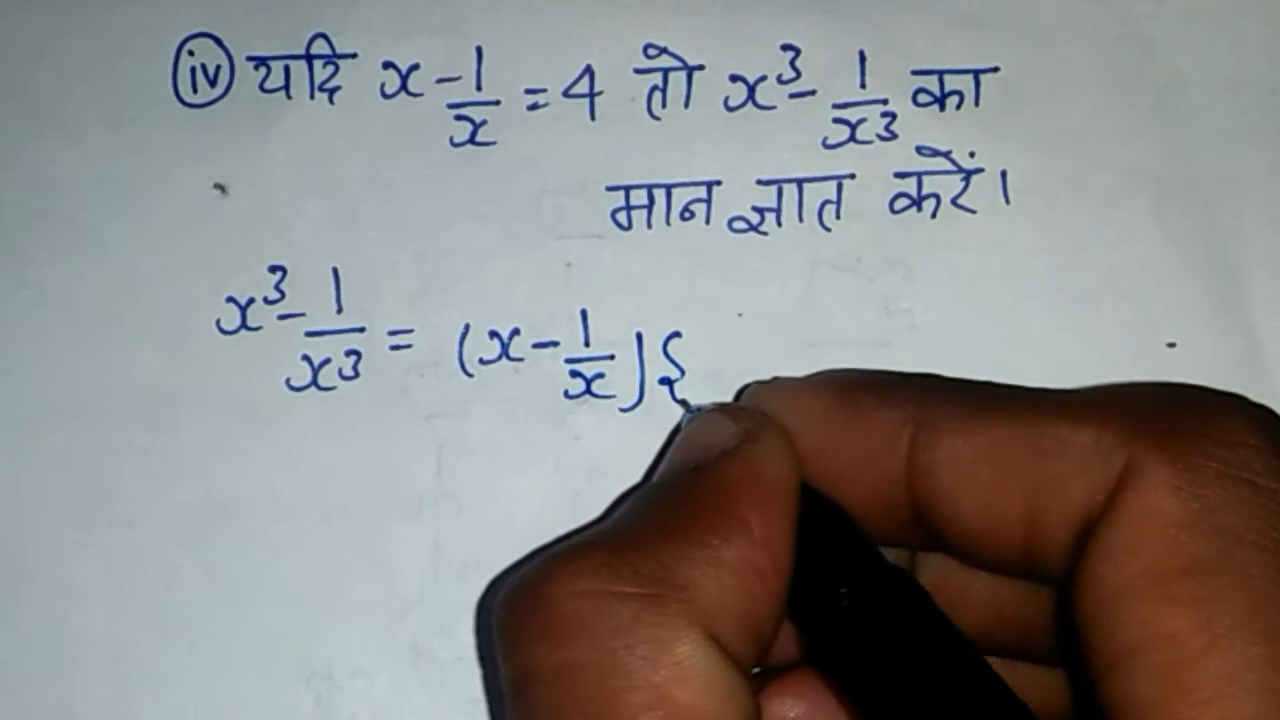 (iv) यदि x - 1/x = 4 तो x³ - 1/x³ का
मान ज्ञात करें।
x³ - 1/x³ = (x - 1/x) {